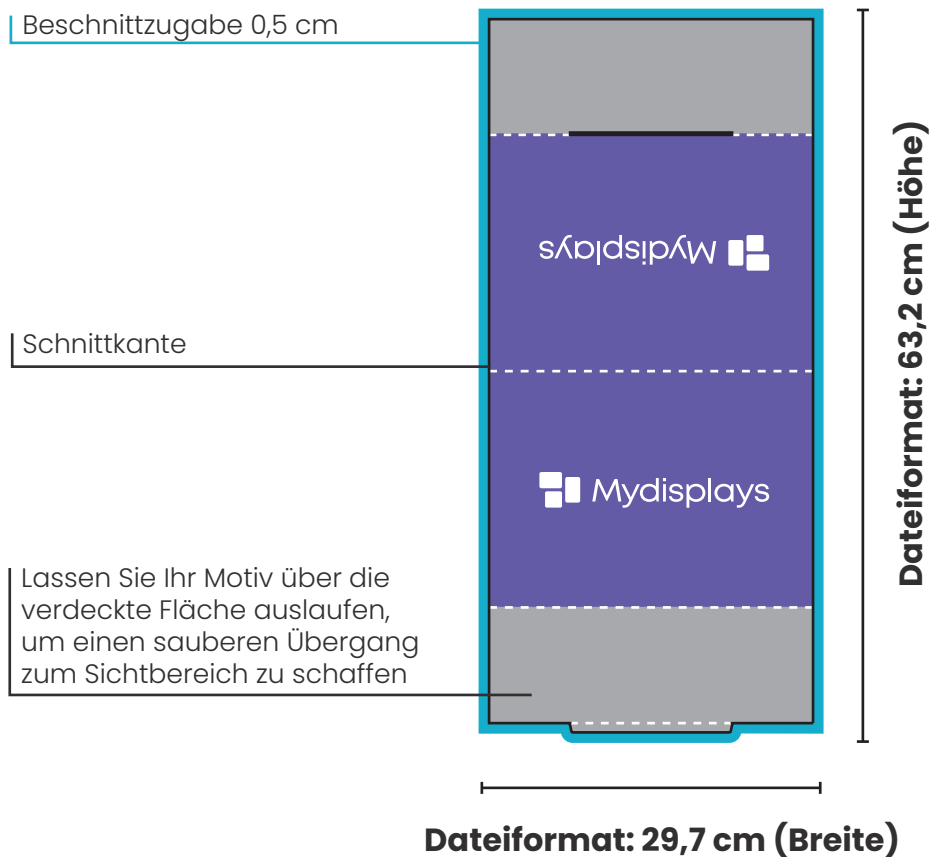 Beschnittzugabe 0,5 cm
Mydisplays
Schnittkante
Mydisplays
Lassen Sie Ihr Motiv über die
verdeckte Fläche auslaufen,
um einen sauberen Übergang
zum Sichtbereich zu schaffen
Dateiformat: 63,2 cm (Höhe)
Dateiformat: 29,7 cm (Breite)